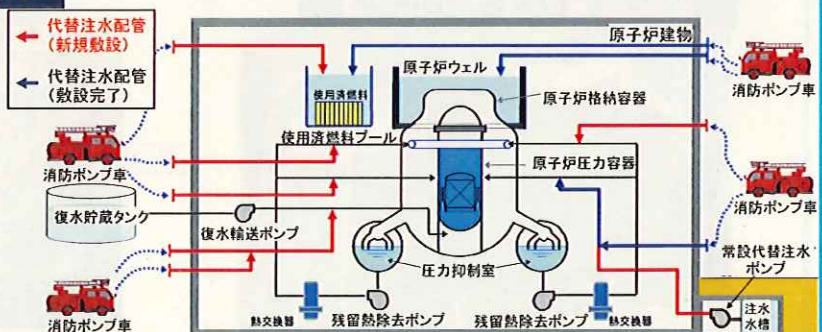 代替注水配管
(新規敷設)
代替注水配管
(敷設完了)
原子炉建物
消防ポンプ車
原子炉ウェル
使用済燃料
原子炉格納容器
使用済燃料プール
消防ポンプ車
原子炉圧力容器
消防ポンプ車
復水貯蔵タンク
復水輸送ポンプ
圧力抑制室
常設代替注水
ポンプ
消防ポンプ車
熱交換器
残留熱除去ポンプ
残留熱除去ポンプ
熱交換器
注水
水槽